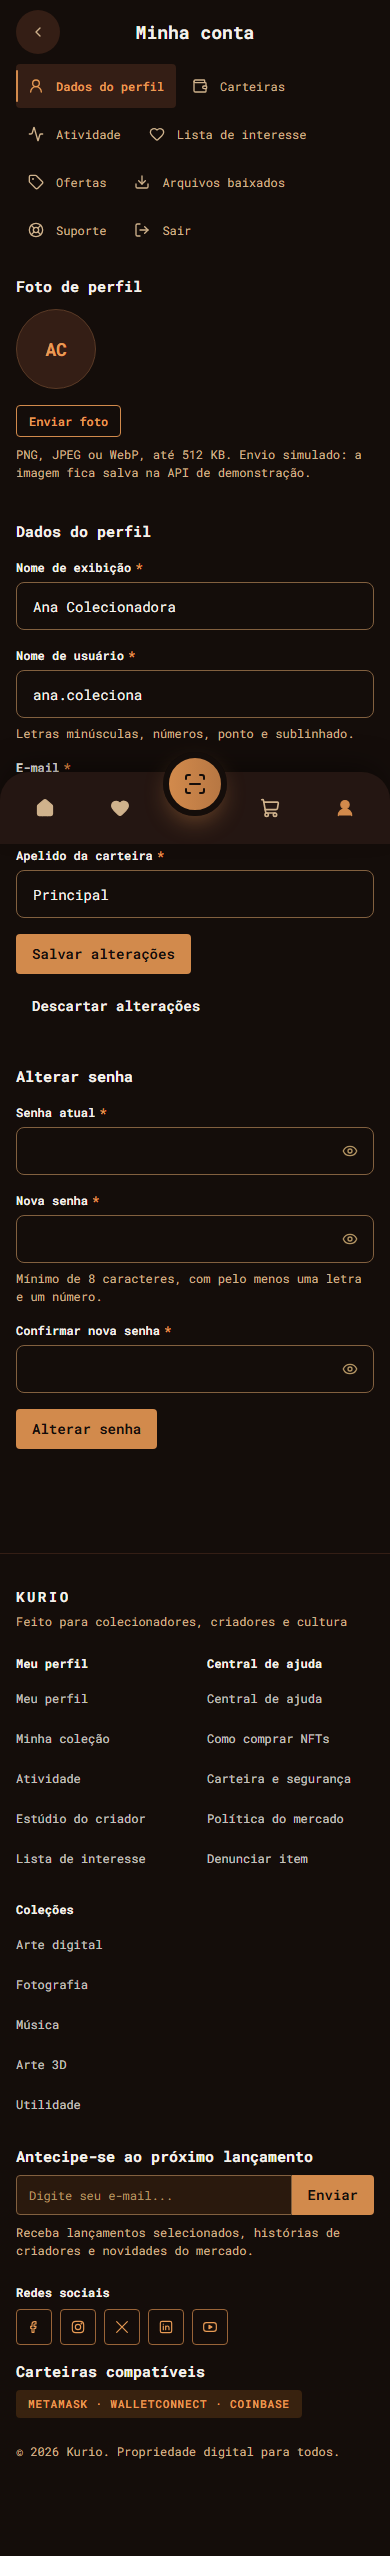 Minha conta
Dados do perfil
Carteiras
Atividade
Lista de interesse
Ofertas
Arquivos baixados
Suporte
Sair
Foto de perfil
AC
Enviar foto
PNG, JPEG ou WebP, até 512 KB. Envio simulado: a
imagem fica salva na API de demonstração.
Dados do perfil
Nome de exibição *
Ana Colecionadora
Nome de usuário *
ana.coleciona
Letras minúsculas, números, ponto e sublinhado.
E-mail *
Apelido da carteira *
Principal
Salvar alterações
Descartar alterações
Alterar senha
Senha atual *
Nova senha *
Mínimo de 8 caracteres, com pelo menos uma letra
e um número.
Confirmar nova senha *
Alterar senha
KURIO
Feito para colecionadores, criadores e cultura
Meu perfil
Meu perfil
Minha coleção
Atividade
Estúdio do criador
Lista de interesse
Central de ajuda
Central de ajuda
Como comprar NFTs
Carteira e segurança
Política do mercado
Denunciar item
Coleções
Arte digital
Fotografia
Música
Arte 3D
Utilidade
Antecipe-se ao próximo lançamento
Digite seu e-mail...
Enviar
Receba lançamentos selecionados, histórias de
criadores e novidades do mercado.
Redes sociais
Carteiras compatíveis
METAMASK · WALLETCONNECT · COINBASE
© 2026 Kurio. Propriedade digital para todos.